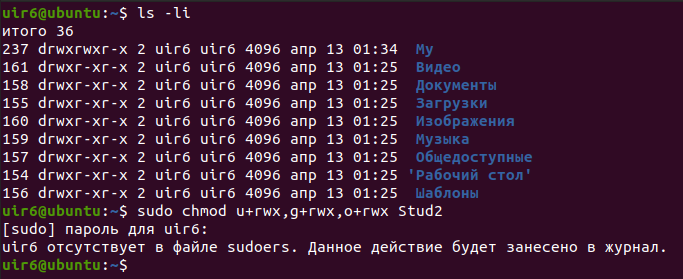 uir6@ubuntu:~$ ls -li
итого 36
237 drwxrwxr-x 2 uir6 uir6 4096 апр 13 01:34  My
161 drwxr-xr-x 2 uir6 uir6 4096 апр 13 01:25  Видео
158 drwxr-xr-x 2 uir6 uir6 4096 апр 13 01:25  Документы
155 drwxr-xr-x 2 uir6 uir6 4096 апр 13 01:25  Загрузки
160 drwxr-xr-x 2 uir6 uir6 4096 апр 13 01:25  Изображения
159 drwxr-xr-x 2 uir6 uir6 4096 апр 13 01:25  Музыка
157 drwxr-xr-x 2 uir6 uir6 4096 апр 13 01:25  Общедоступные
154 drwxr-xr-x 2 uir6 uir6 4096 апр 13 01:25 'Рабочий стол'
156 drwxr-xr-x 2 uir6 uir6 4096 апр 13 01:25  Шаблоны
uir6@ubuntu:~$ sudo chmod u+rwx,g+rwx,o+rwx Stud2
[sudo] пароль для uir6:
uir6 отсутствует в файле sudoers. Данное действие будет занесено в журнал.
uir6@ubuntu:~$